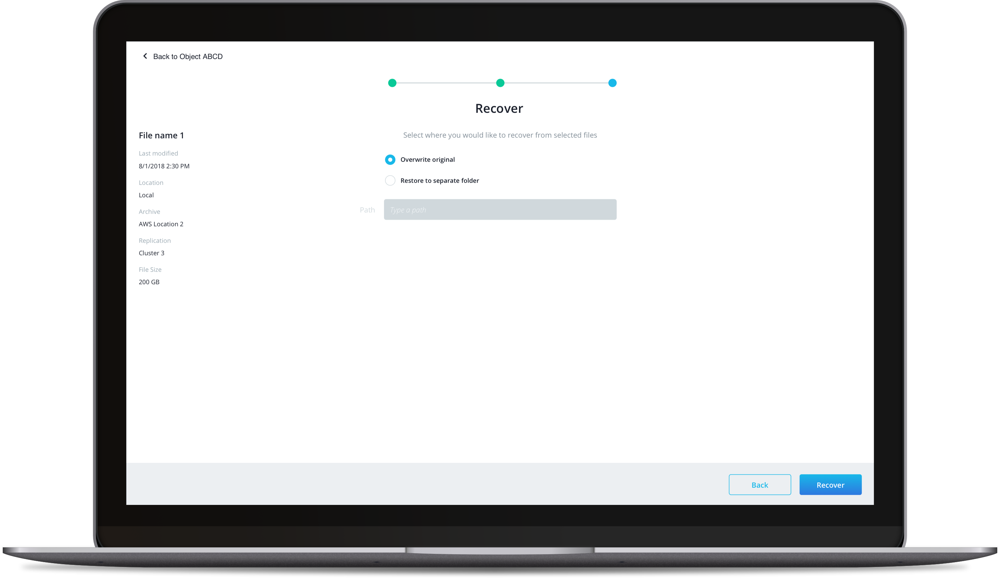 Back to Object ABCD
Recover
File name 1
Select where you would like to recover from selected files
Last modified
8/1/2018 2:30 PM
Overwrite original
Location
Restore to separate folder
Local
Path
Type a path
Archive
AWS Location 2
Replication
Cluster 3
File Size
200 GB
Back
Recover